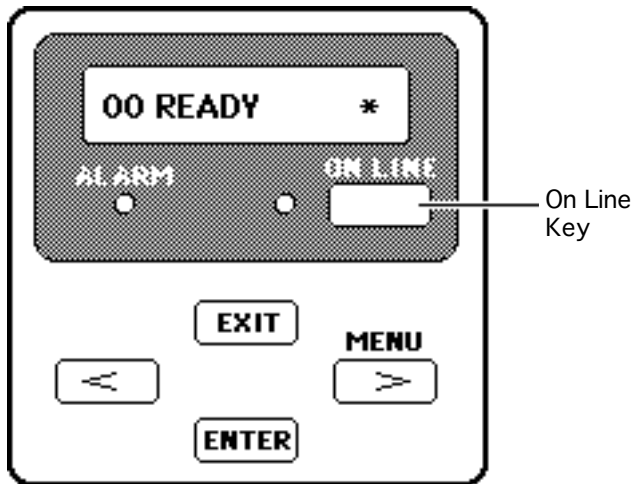 00 READY *
ALARM
ON LINE
On Line
Key
EXIT
MENU
<
>
ENTER